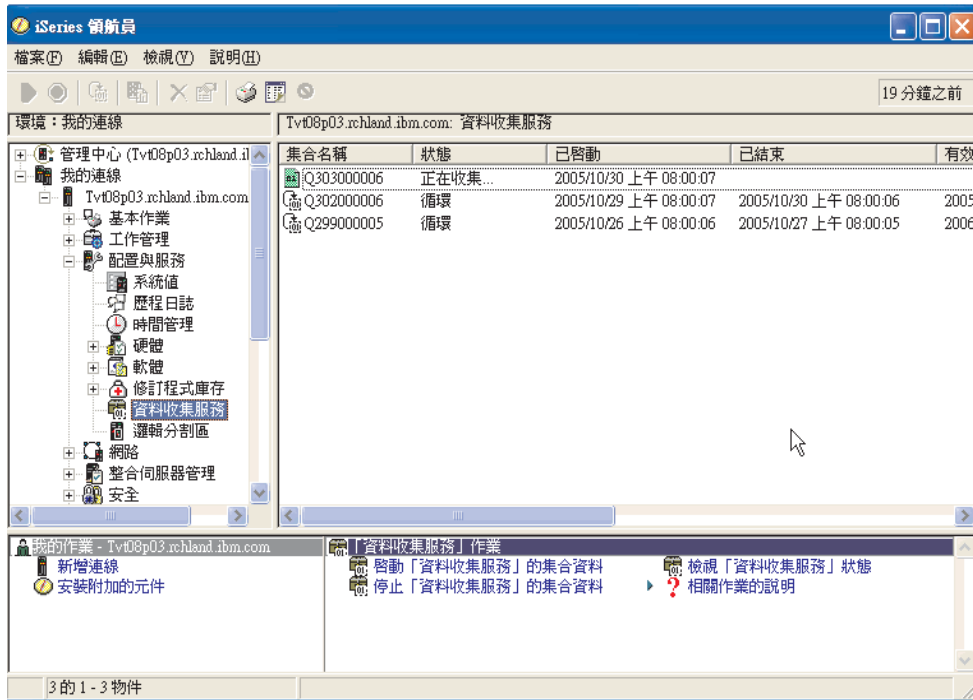 iSeries 領航員
檔案(F) 編輯(E) 檢視(V) 說明(H)
19 分鐘之前
環境：我的連線
Tvt08p03.rchland.ibm.com: 資料收集服務
管理中心 (Tvt08p03.rchland.il
我的連線
Tvt08p03.rchland.ibm.com
基本作業
工作管理
配置與服務
系統值
歷程日誌
時間管理
硬體
軟體
修訂程式庫存
資料收集服務
邏輯分割區
網路
整合伺服器管理
安全
集合名稱 狀態 已啓動 已結束 有效
Q303000006 正在收集... 2005/10/30 上午 08:00:07
Q302000006 循環 2005/10/29 上午 08:00:07 2005/10/30 上午 08:00:06 2005
Q299000005 循環 2005/10/26 上午 08:00:06 2005/10/27 上午 08:00:05 2006
我的作業 - Tvt08p03.rchland.ibm.com
新增連線
安裝附加的元件
「資料收集服務」作業
啓動「資料收集服務」的集合資料 檢視「資料收集服務」狀態
停止「資料收集服務」的集合資料 相關作業的說明
3 的 1 - 3 物件